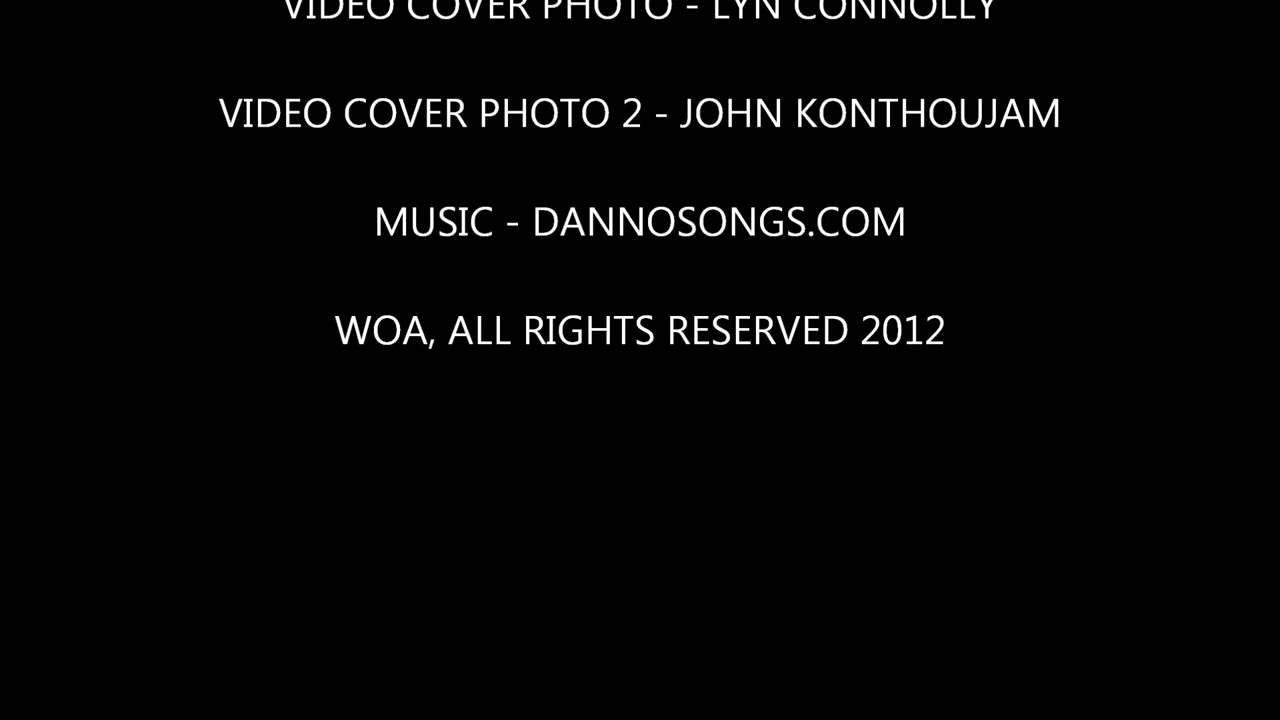 VIDEO COVER PHOTO - LYN CONNOLLY
VIDEO COVER PHOTO 2 - JOHN KONTHOUJAM
MUSIC - DANNOSONGS.COM
WOA, ALL RIGHTS RESERVED 2012